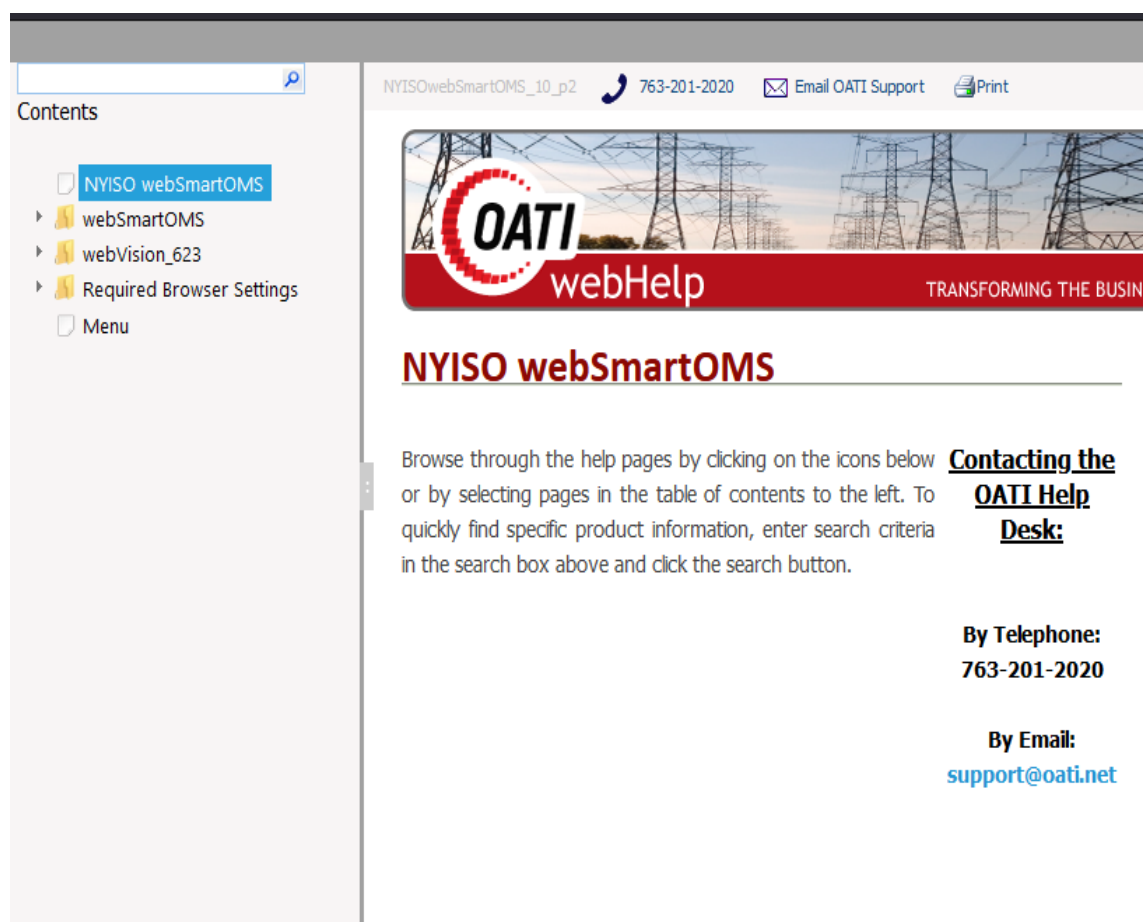 Contents
NYISO webSmartOMS
webSmartOMS
webVision_623
Required Browser Settings
Menu
NYISOwebSmartOMS_10_p2 763-201-2020 Email OATI Support Print
OATI
webHelp
TRANSFORMING THE BUSIN
NYISO webSmartOMS
Browse through the help pages by clicking on the icons below
or by selecting pages in the table of contents to the left. To
quickly find specific product information, enter search criteria
in the search box above and click the search button.
Contacting the
OATI Help
Desk:
By Telephone:
763-201-2020
By Email:
support@oati.net